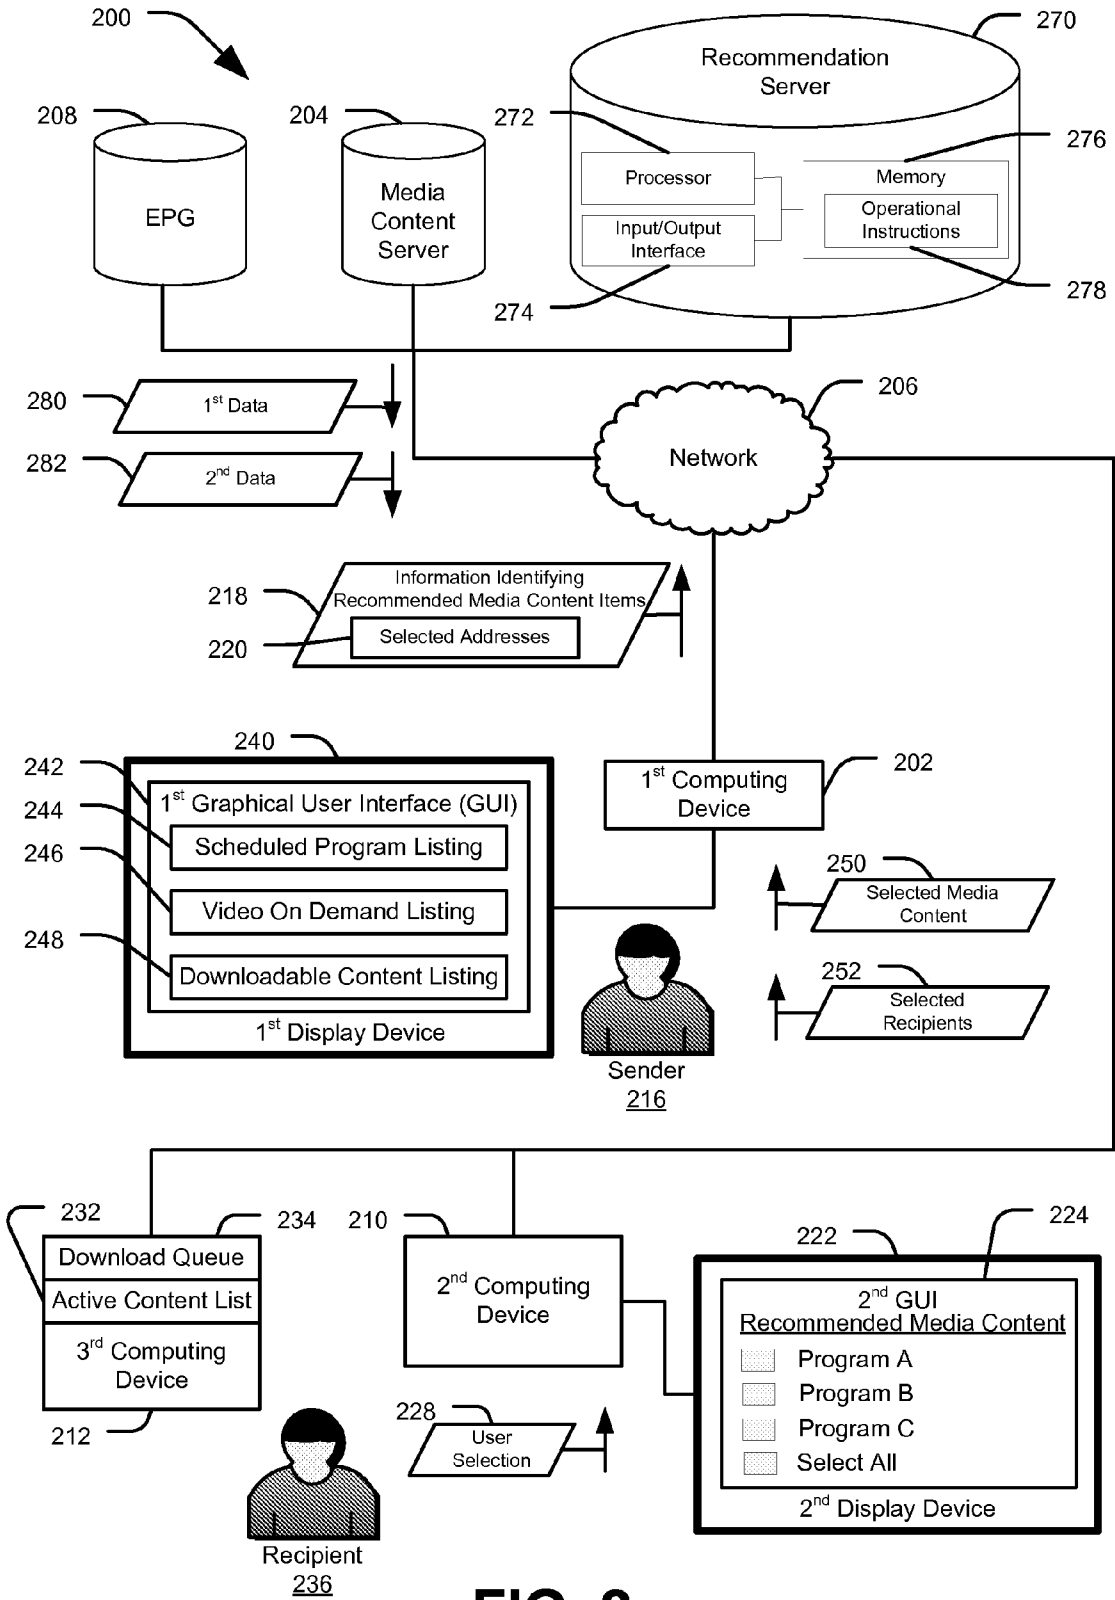 200
270
Recommendation
Server
208
204
272
276
EPG
Media
Content
Server
Processor
Input/Output
Interface
Memory
Operational
Instructions
274
278
280
1st Data
206
282
2nd Data
Network
218
Information Identifying
Recommended Media Content Items
220
Selected Addresses
240
242
1st Graphical User Interface (GUI)
244
Scheduled Program Listing
246
Video On Demand Listing
248
Downloadable Content Listing
1st Display Device
1st Computing
Device
202
250
Selected Media
Content
252
Selected
Recipients
Sender
216
232
234
210
222
224
Download Queue
Active Content List
3rd Computing
Device
212
2nd Computing
Device
2nd GUI
Recommended Media Content
Program A
Program B
Program C
Select All
2nd Display Device
228
User
Selection
Recipient
236